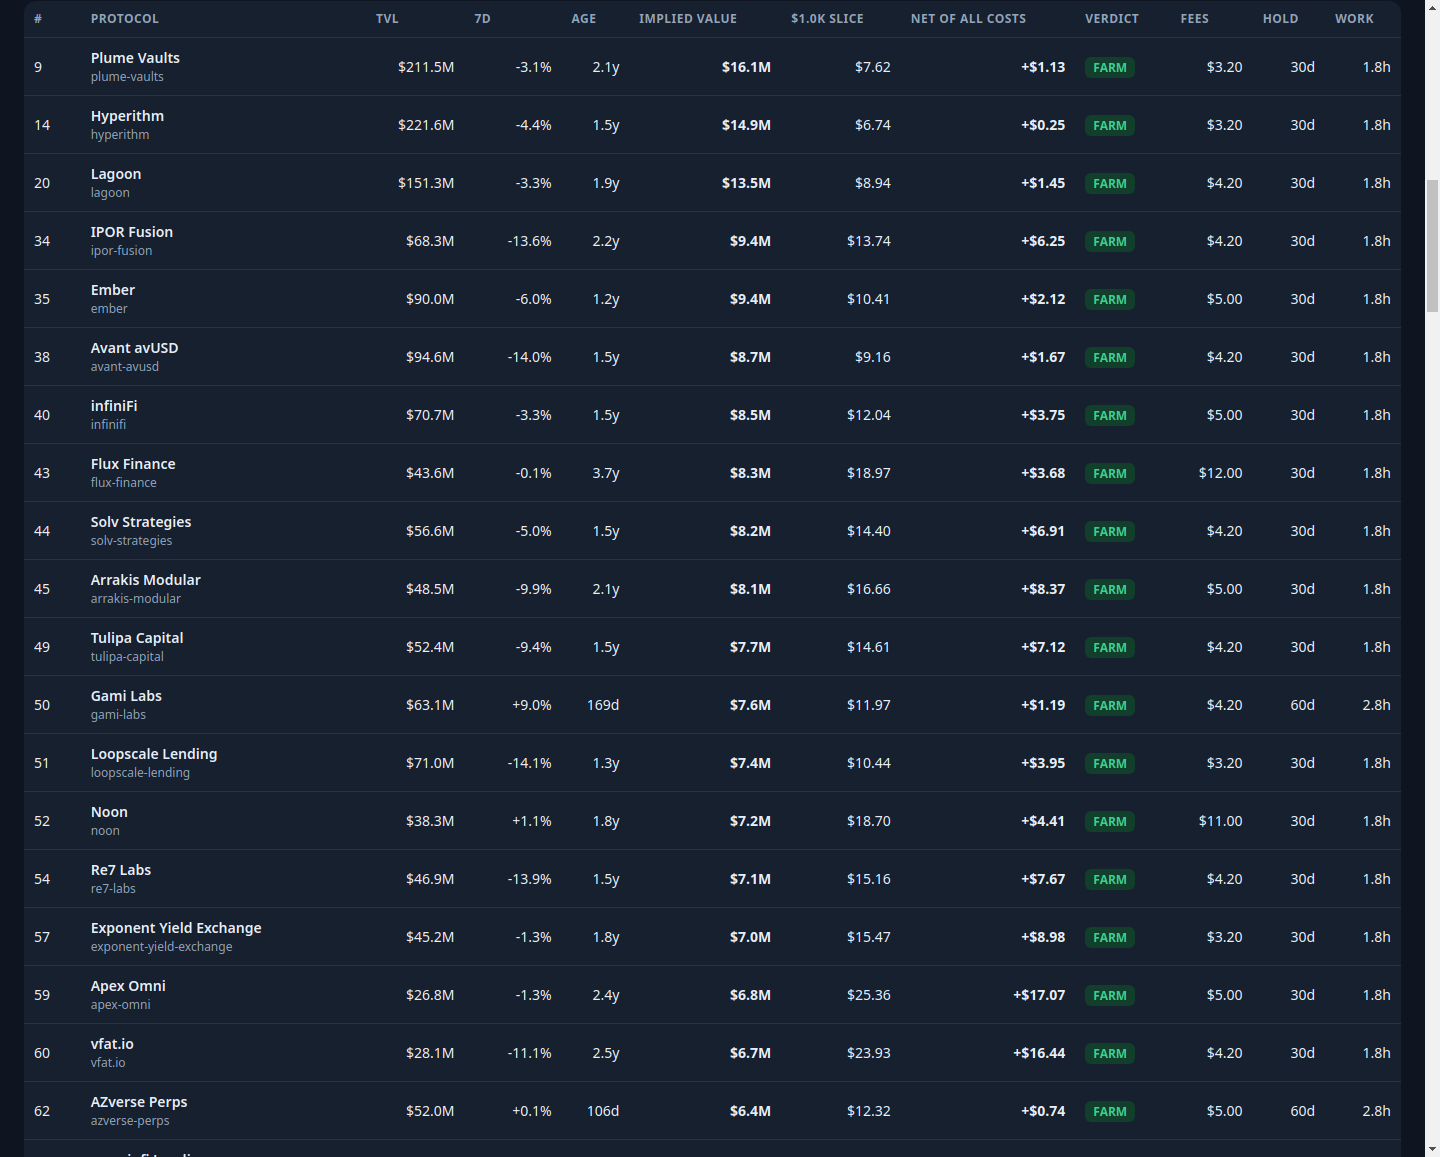 # PROTOCOL TVL 7D AGE IMPLIED VALUE $1.0K SLICE NET OF ALL COSTS VERDICT FEES HOLD WORK
9 Plume Vaults $211.5M -3.1% 2.1y $16.1M $7.62 +$1.13 FARM $3.20 30d 1.8h
plume-vaults
14 Hyperithm $221.6M -4.4% 1.5y $14.9M $6.74 +$0.25 FARM $3.20 30d 1.8h
hyperithm
20 Lagoon $151.3M -3.3% 1.9y $13.5M $8.94 +$1.45 FARM $4.20 30d 1.8h
lagoon
34 IPOR Fusion $68.3M -13.6% 2.2y $9.4M $13.74 +$6.25 FARM $4.20 30d 1.8h
ipor-fusion
35 Ember $90.0M -6.0% 1.2y $9.4M $10.41 +$2.12 FARM $5.00 30d 1.8h
ember
38 Avant avUSD $94.6M -14.0% 1.5y $8.7M $9.16 +$1.67 FARM $4.20 30d 1.8h
avant-avusd
40 infiniFi $70.7M -3.3% 1.5y $8.5M $12.04 +$3.75 FARM $5.00 30d 1.8h
infinifi
43 Flux Finance $43.6M -0.1% 3.7y $8.3M $18.97 +$3.68 FARM $12.00 30d 1.8h
flux-finance
44 Solv Strategies $56.6M -5.0% 1.5y $8.2M $14.40 +$6.91 FARM $4.20 30d 1.8h
solv-strategies
45 Arrakis Modular $48.5M -9.9% 2.1y $8.1M $16.66 +$8.37 FARM $5.00 30d 1.8h
arrakis-modular
49 Tulipa Capital $52.4M -9.4% 1.5y $7.7M $14.61 +$7.12 FARM $4.20 30d 1.8h
tulipa-capital
50 Gami Labs $63.1M +9.0% 169d $7.6M $11.97 +$1.19 FARM $4.20 60d 2.8h
gami-labs
51 Loopscale Lending $71.0M -14.1% 1.3y $7.4M $10.44 +$3.95 FARM $3.20 30d 1.8h
loopscale-lending
52 Noon $38.3M +1.1% 1.8y $7.2M $18.70 +$4.41 FARM $11.00 30d 1.8h
noon
54 Re7 Labs $46.9M -13.9% 1.5y $7.1M $15.16 +$7.67 FARM $4.20 30d 1.8h
re7-labs
57 Exponent Yield Exchange $45.2M -1.3% 1.8y $7.0M $15.47 +$8.98 FARM $3.20 30d 1.8h
exponent-yield-exchange
59 Apex Omni $26.8M -1.3% 2.4y $6.8M $25.36 +$17.07 FARM $5.00 30d 1.8h
apex-omni
60 vfat.io $28.1M -11.1% 2.5y $6.7M $23.93 +$16.44 FARM $4.20 30d 1.8h
vfat.io
62 AZverse Perps $52.0M +0.1% 106d $6.4M $12.32 +$0.74 FARM $5.00 60d 2.8h
azverse-perps